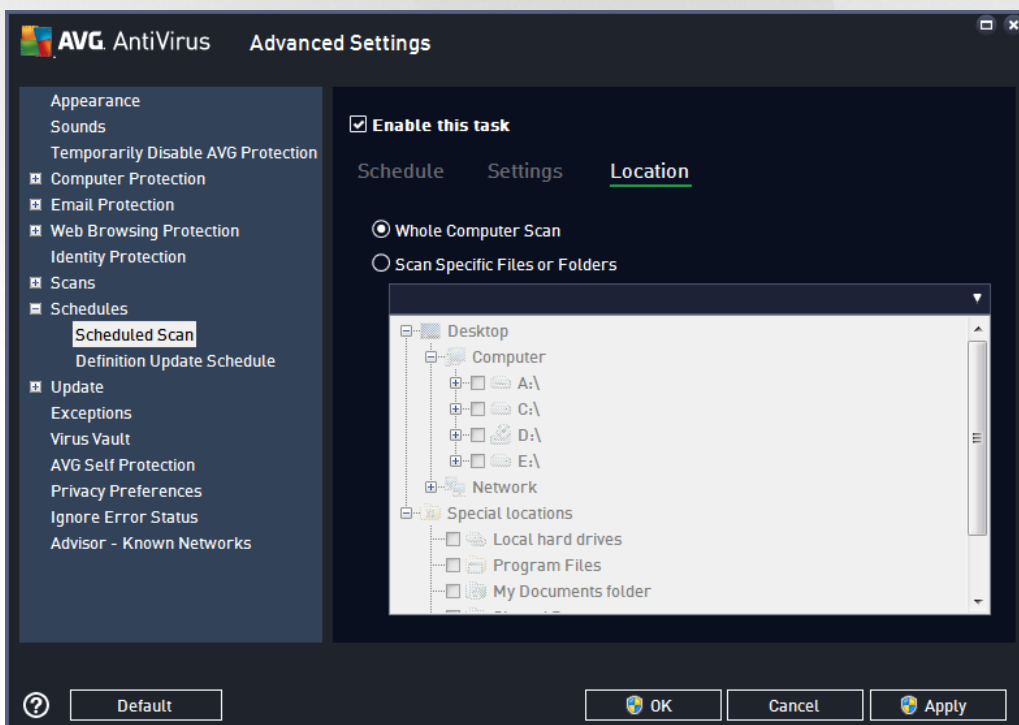 AVG. AntiVirus Advanced Settings
Appearance
Sounds
Temporarily Disable AVG Protection
Computer Protection
Email Protection
Web Browsing Protection
Identity Protection
Scans
Schedules
Scheduled Scan
Definition Update Schedule
Update
Exceptions
Virus Vault
AVG Self Protection
Privacy Preferences
Ignore Error Status
Advisor - Known Networks
Enable this task
Schedule Settings Location
Whole Computer Scan
Scan Specific Files or Folders
Desktop
Computer
A:\
C:\
D:\
E:\
Network
Special locations
Local hard drives
Program Files
My Documents folder
Default OK Cancel Apply